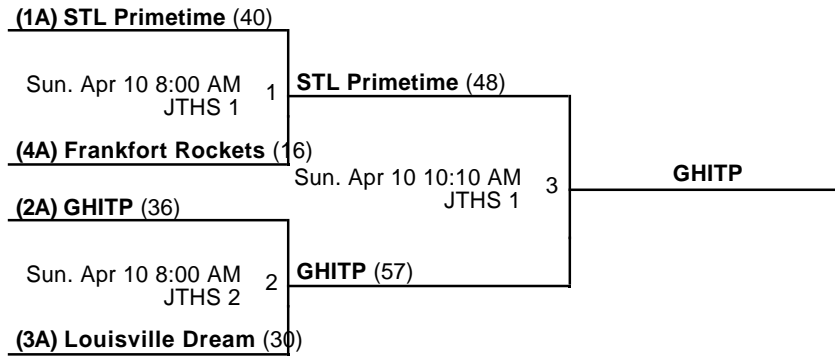 (1A) STL Primetime (40)
Sun. Apr 10 8:00 AM 1
JTHS 1
STL Primetime (48)
(4A) Frankfort Rockets (16)
Sun. Apr 10 10:10 AM 3
JTHS 1
GHITP
(2A) GHITP (36)
Sun. Apr 10 8:00 AM 2
JTHS 2
GHITP (57)
(3A) Louisville Dream (30)